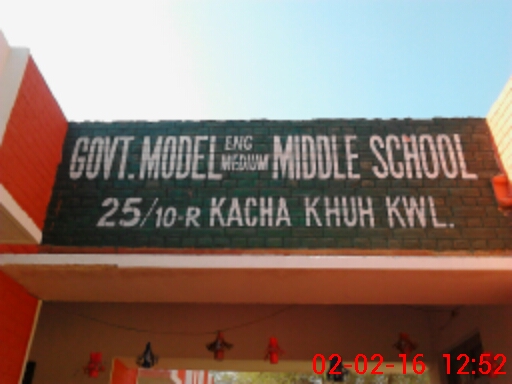 GOVT. MODEL ENG MEDIUM MIDDLE SCHOOL
25/10-R KACHA KHUH KWL.
02-02-16 12:52